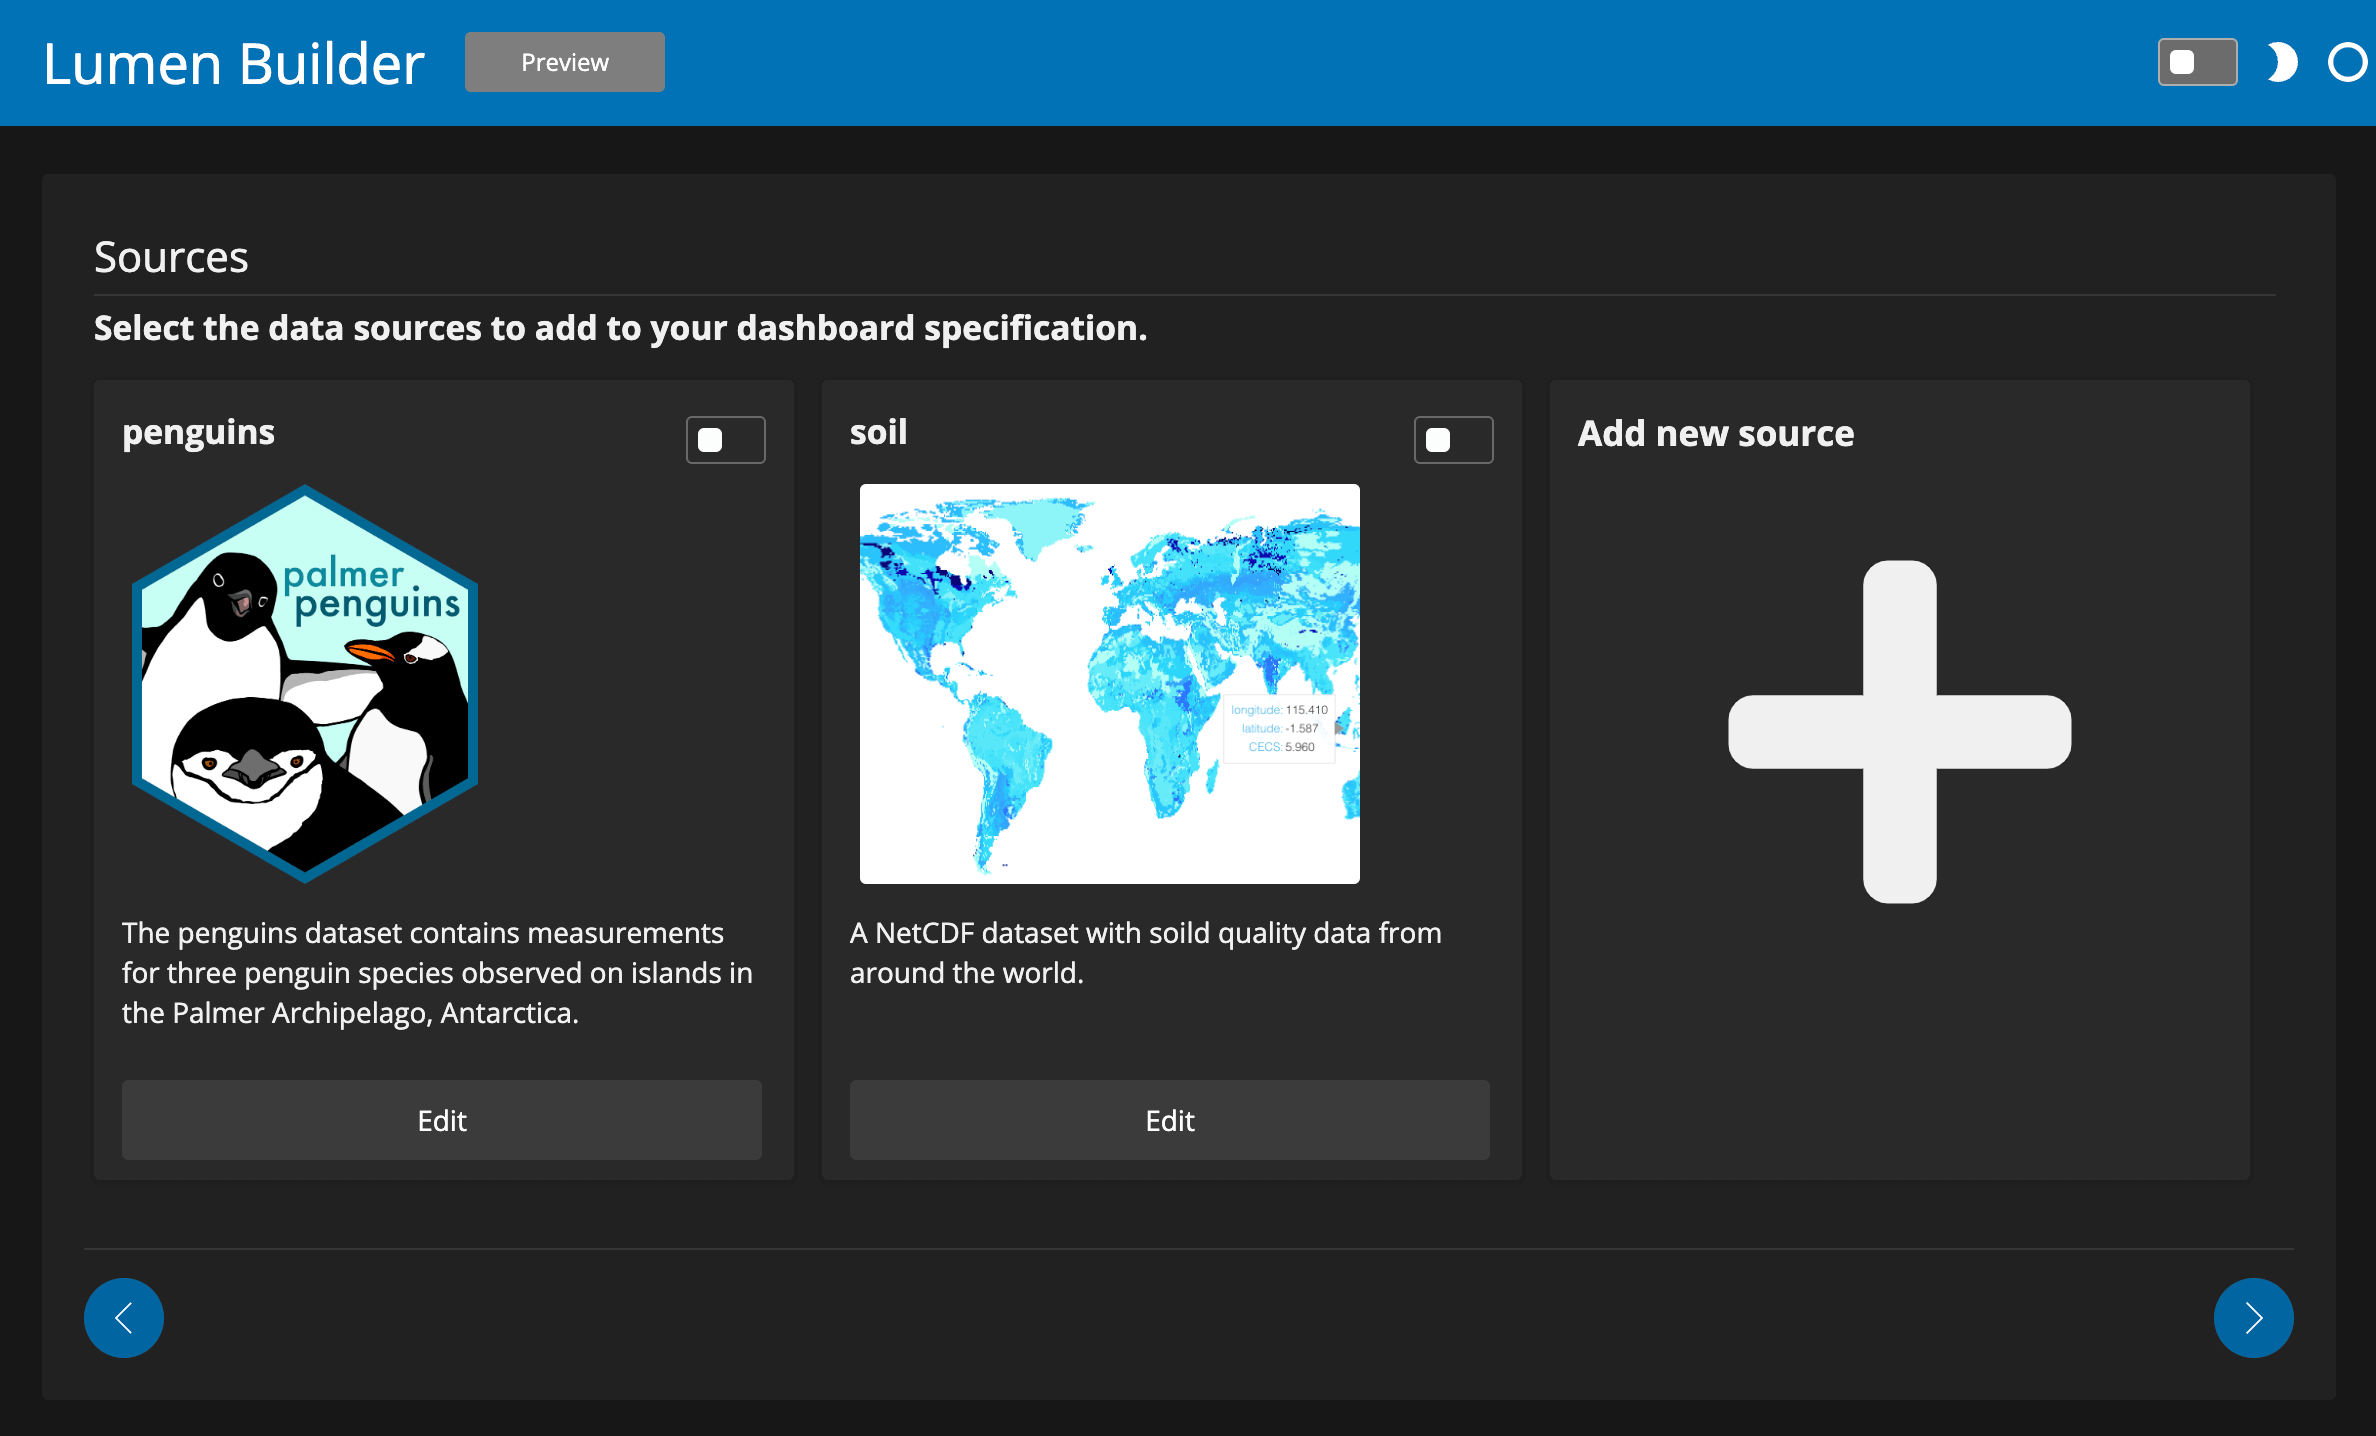 Lumen Builder
Preview
Sources
Select the data sources to add to your dashboard specification.
penguins
palmer
penguins
The penguins dataset contains measurements
for three penguin species observed on islands in
the Palmer Archipelago, Antarctica.
Edit
soil
longitude: 115.410
latitude: -1.587
CECS: 5.960
A NetCDF dataset with soild quality data from
around the world.
Edit
Add new source